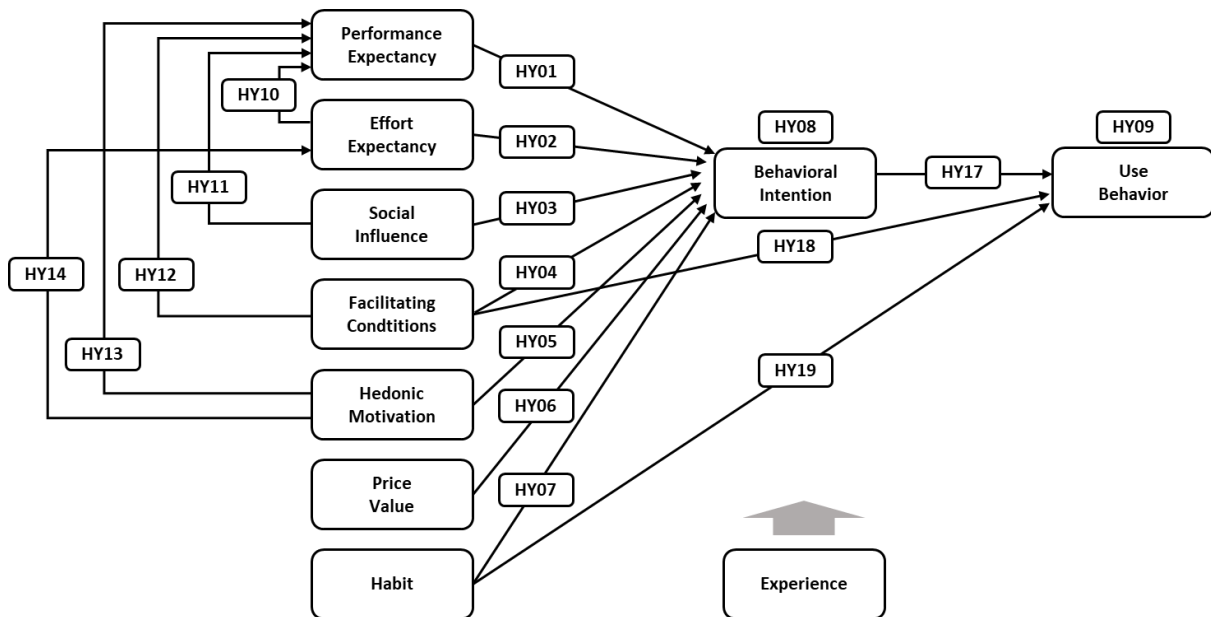 Performance
Expectancy
HY01
HY10
Effort
Expectancy
HY02
HY08
HY09
Behavioral
Intention
HY17
Use
Behavior
HY11
Social
Influence
HY03
HY18
HY14
HY12
HY04
Facilitating
Condtitions
HY05
HY13
HY19
Hedonic
Motivation
HY06
Price
Value
HY07
Habit
Experience